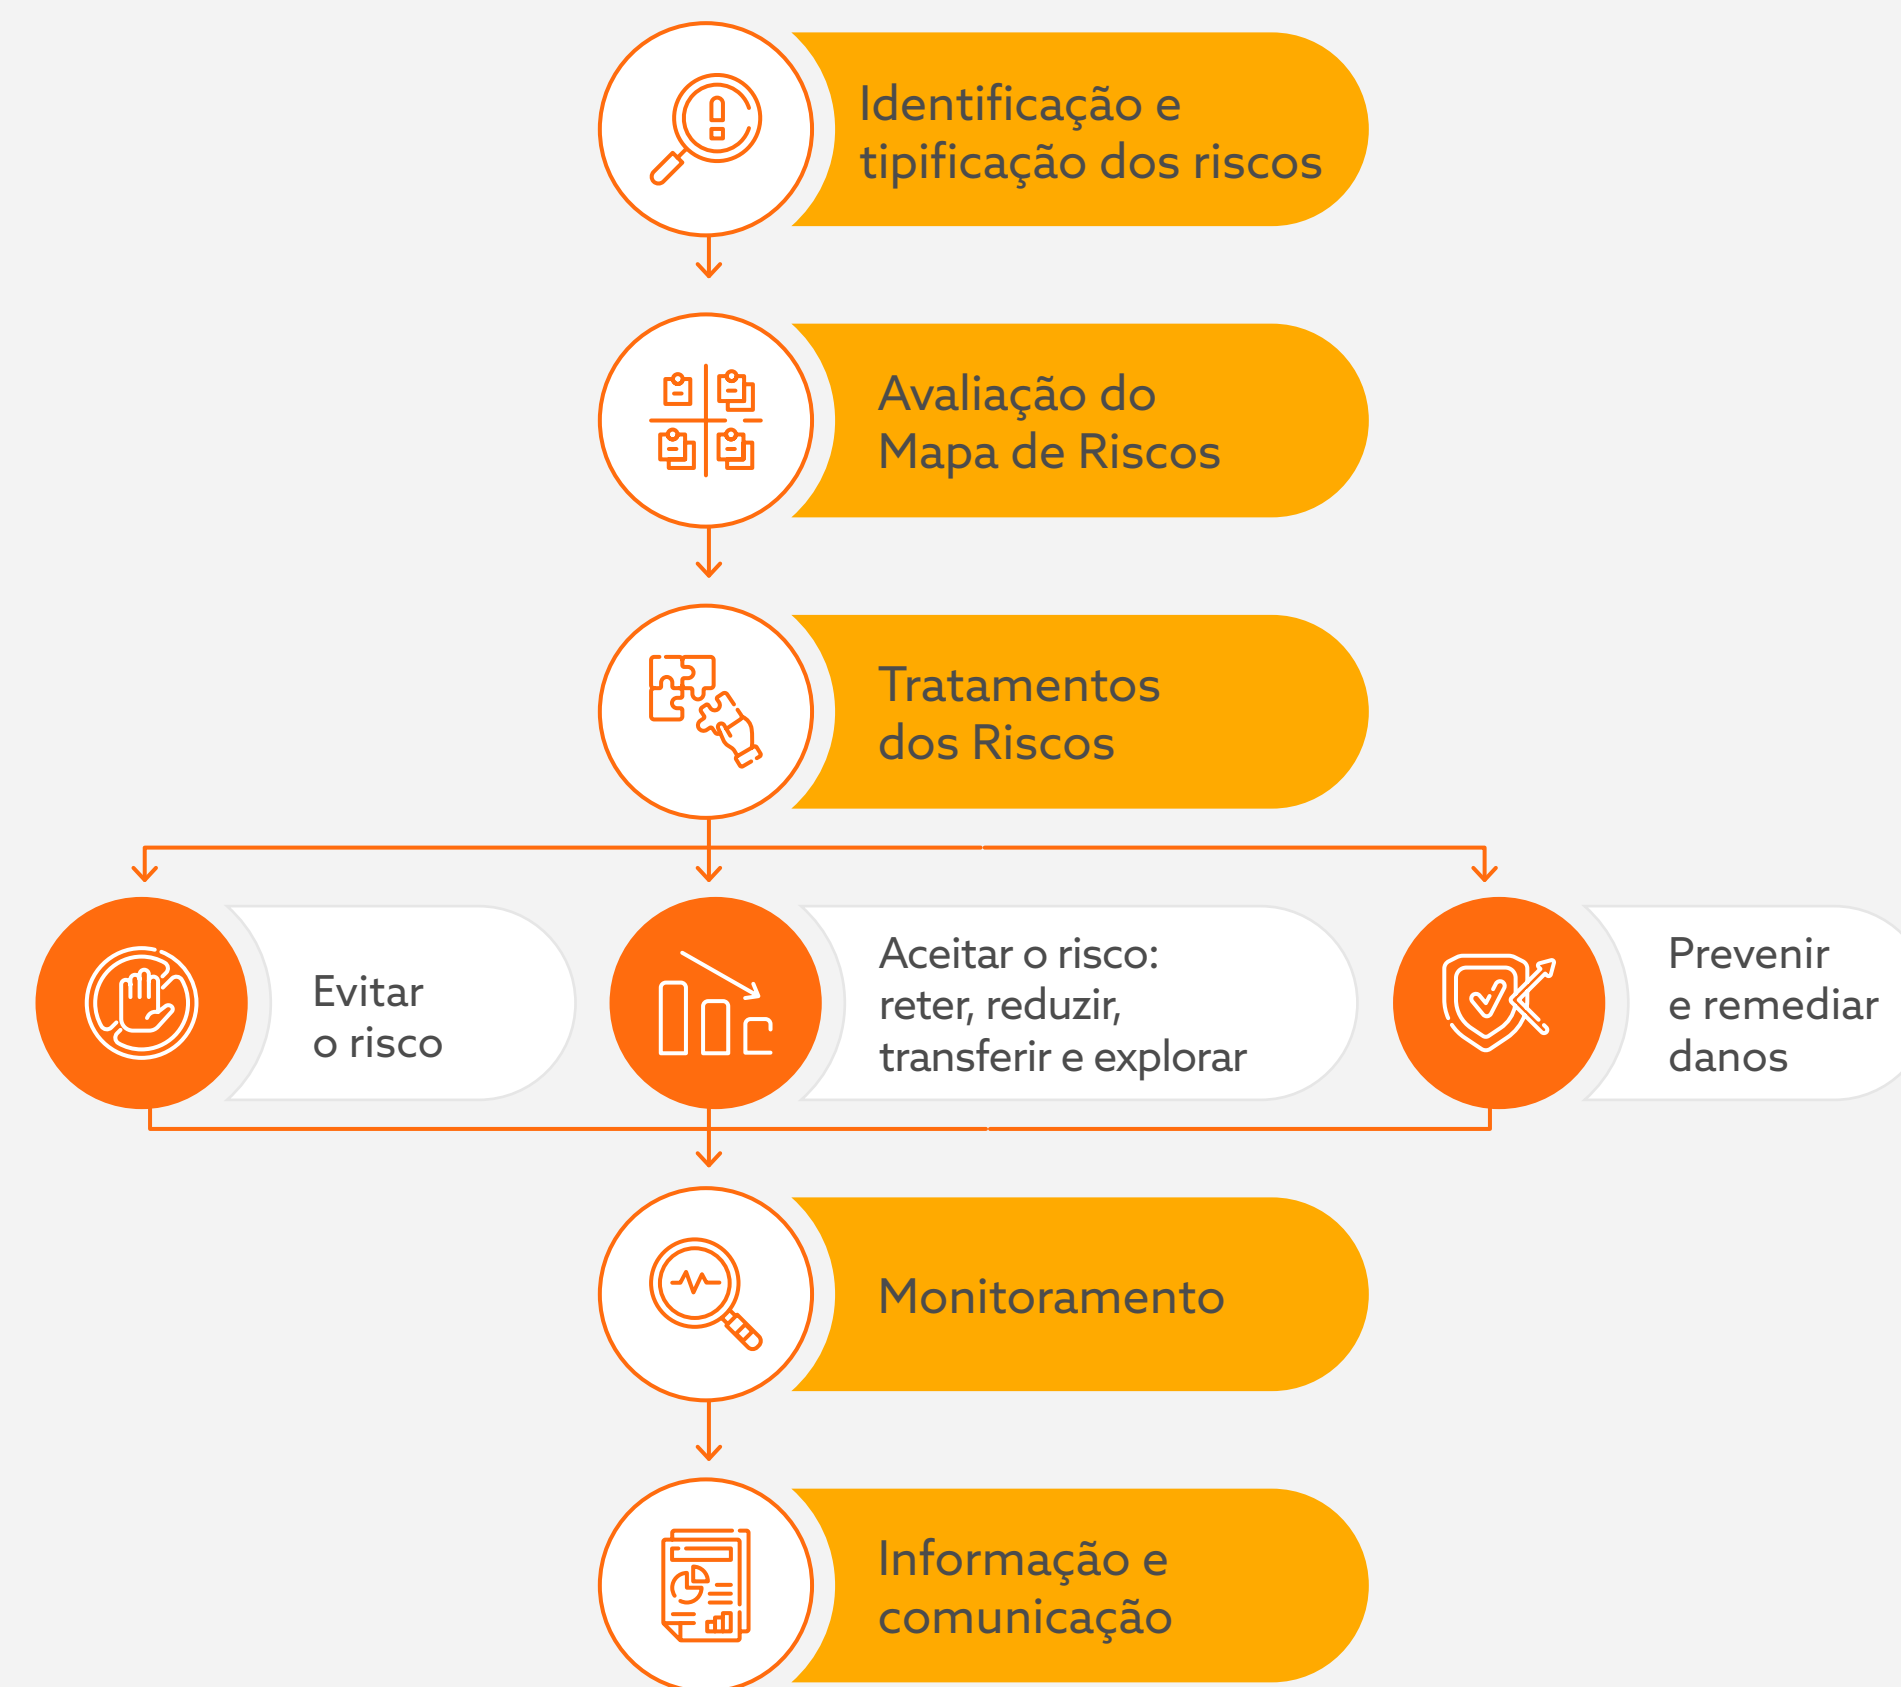 Identificação e
tipificação dos riscos
Avaliação do
Mapa de Riscos
Tratamentos
dos Riscos
Evitar
o risco
Aceitar o risco:
reter, reduzir,
transferir e explorar
Prevenir
e remediar
danos
Monitoramento
Informação e
comunicação